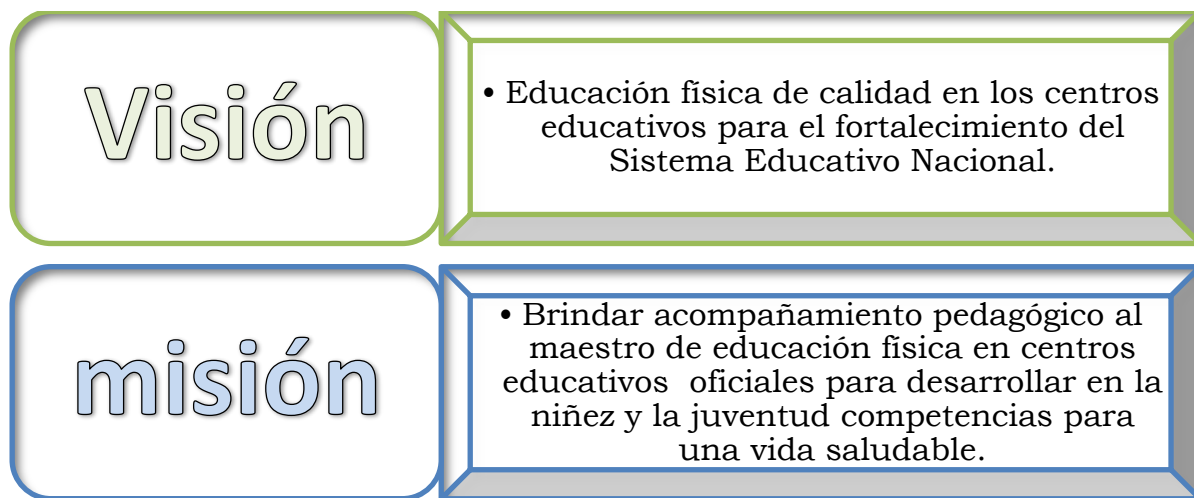 Visión
• Educación física de calidad en los centros
educativos para el fortalecimiento del
Sistema Educativo Nacional.
misión
• Brindar acompañamiento pedagógico al
maestro de educación física en centros
educativos oficiales para desarrollar en la
niñez y la juventud competencias para
una vida saludable.